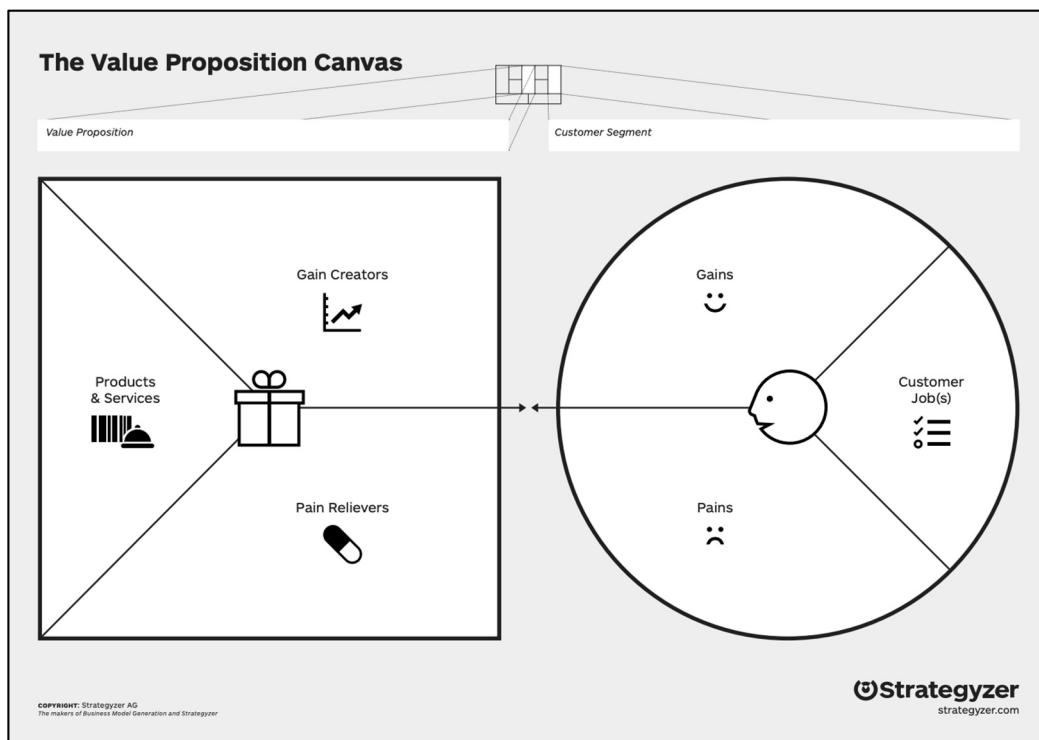 The Value Proposition Canvas
Value Proposition
Customer Segment
Gain Creators
Gains
Products
& Services
Customer
Job(s)
Pain Relievers
Pains
COPYRIGHT: Strategyzer AG
The makers of Business Model Generation and Strategyzer
Strategyzer
strategyzer.com